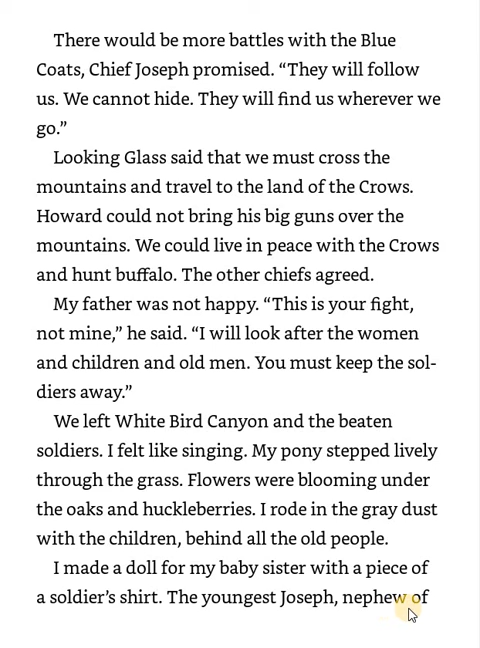 There would be more battles with the Blue
Coats, Chief Joseph promised. “They will follow
us. We cannot hide. They will find us wherever we
go.”
Looking Glass said that we must cross the
mountains and travel to the land of the Crows.
Howard could not bring his big guns over the
mountains. We could live in peace with the Crows
and hunt buffalo. The other chiefs agreed.
My father was not happy. “This is your fight,
not mine,” he said. “I will look after the women
and children and old men. You must keep the sol-
diers away.”
We left White Bird Canyon and the beaten
soldiers. I felt like singing. My pony stepped lively
through the grass. Flowers were blooming under
the oaks and huckleberries. I rode in the gray dust
with the children, behind all the old people.
I made a doll for my baby sister with a piece of
a soldier’s shirt. The youngest Joseph, nephew of